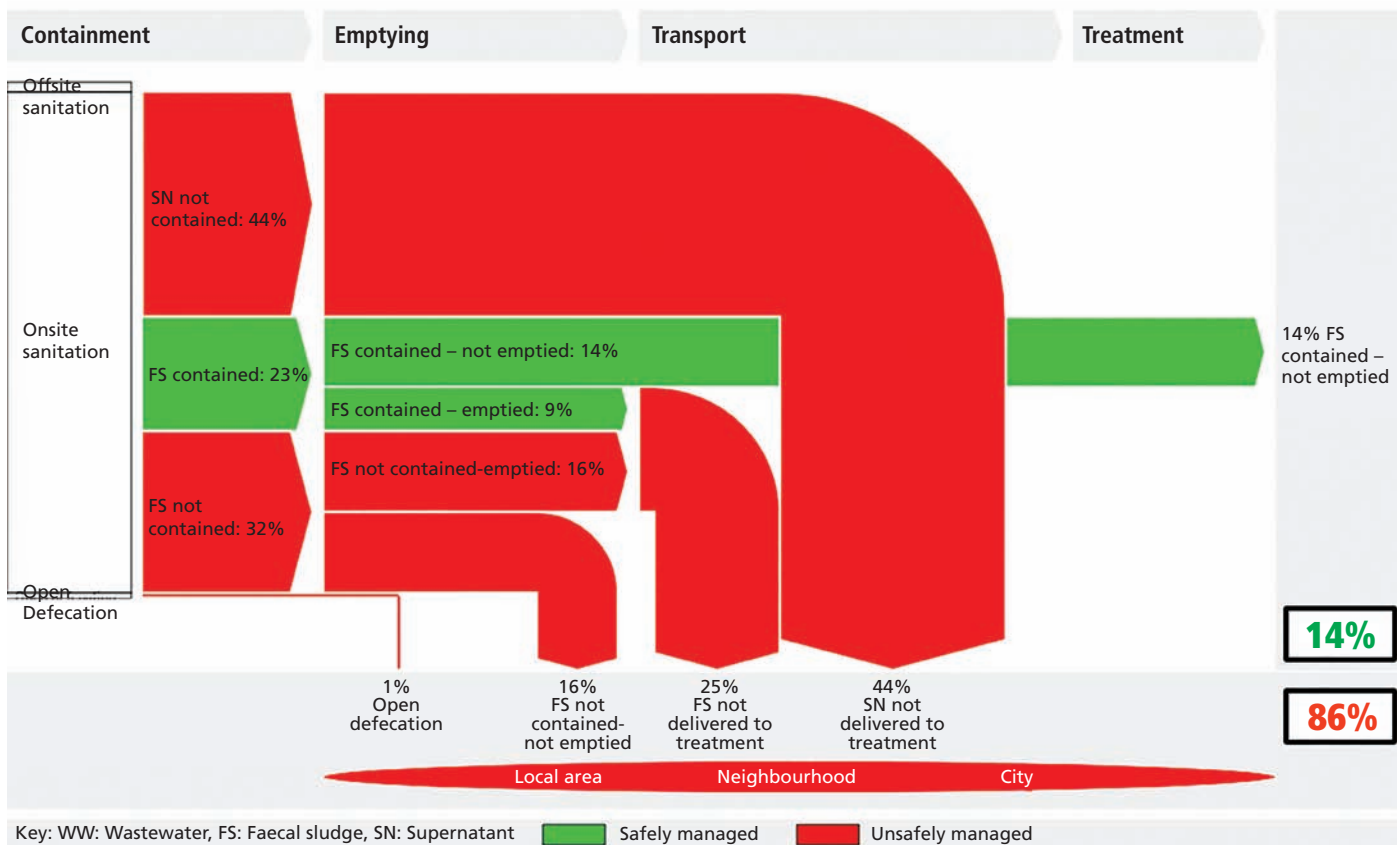 Containment
Emptying
Transport
Treatment
Offsite
sanitation
SN not
contained: 44%
Onsite
sanitation
FS contained: 23%
FS contained – not emptied: 14%
14% FS
contained –
not emptied
FS contained – emptied: 9%
FS not contained-emptied: 16%
FS not
contained: 32%
Open
Defecation
14%
1%
Open
defecation
16%
FS not
contained-
not emptied
25%
FS not
delivered to
treatment
44%
SN not
delivered to
treatment
86%
Local area
Neighbourhood
City
Key: WW: Wastewater, FS: Faecal sludge, SN: Supernatant
Safely managed
Unsafely managed